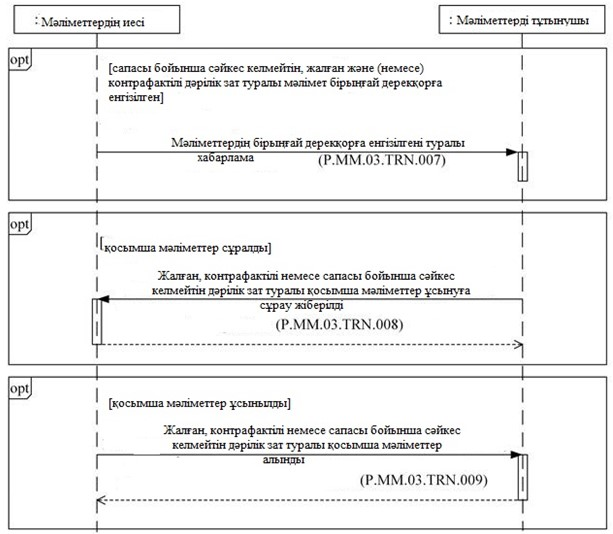 : Мәліметтердің иесі
: Мәліметтерді тұтынушы
opt
[сапасы бойынша сәйкес келмейтін, жалған және (немесе)
контрафактілі дәрілік зат туралы мәлімет бірыңғай дерекқорға
енгізілген]
Мәліметтердің бірыңғай дерекқорға енгізілгені туралы
хабарлама
(P.MM.03.TRN.007)
opt
[қосымша мәліметтер сұралды]
Жалған, контрафактілі немесе сапасы бойынша сәйкес
келмейтін дәрілік зат туралы қосымша мәліметтер ұсынуға
сұрау жіберілді
(P.MM.03.TRN.008)
opt
[қосымша мәліметтер ұсынылды]
Жалған, контрафактілі немесе сапасы бойынша сәйкес
келмейтін дәрілік зат туралы қосымша мәліметтер
алынды
(P.MM.03.TRN.009)